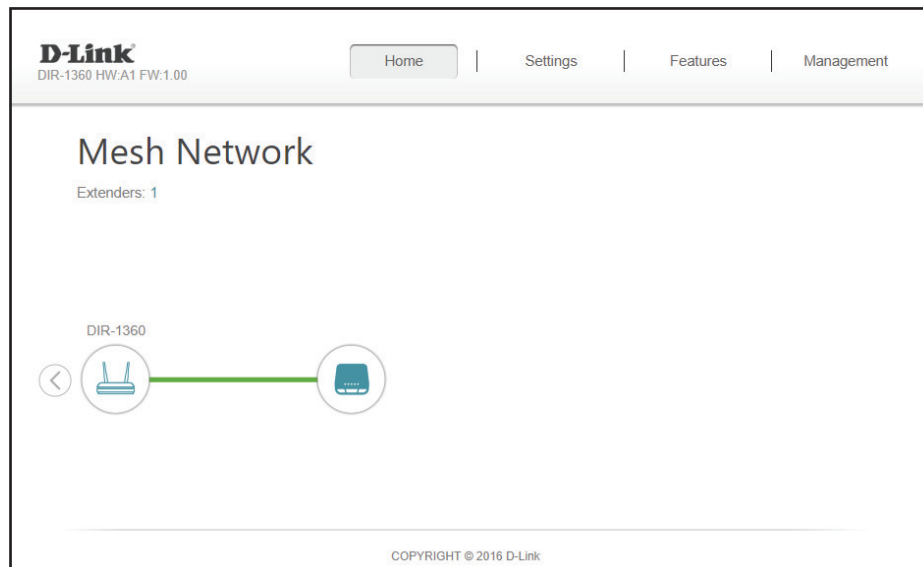 D-Link
DIR-1360 HW:A1 FW:1.00
Home
Settings
Features
Management
Mesh Network
Extenders: 1
DIR-1360
COPYRIGHT © 2016 D-Link